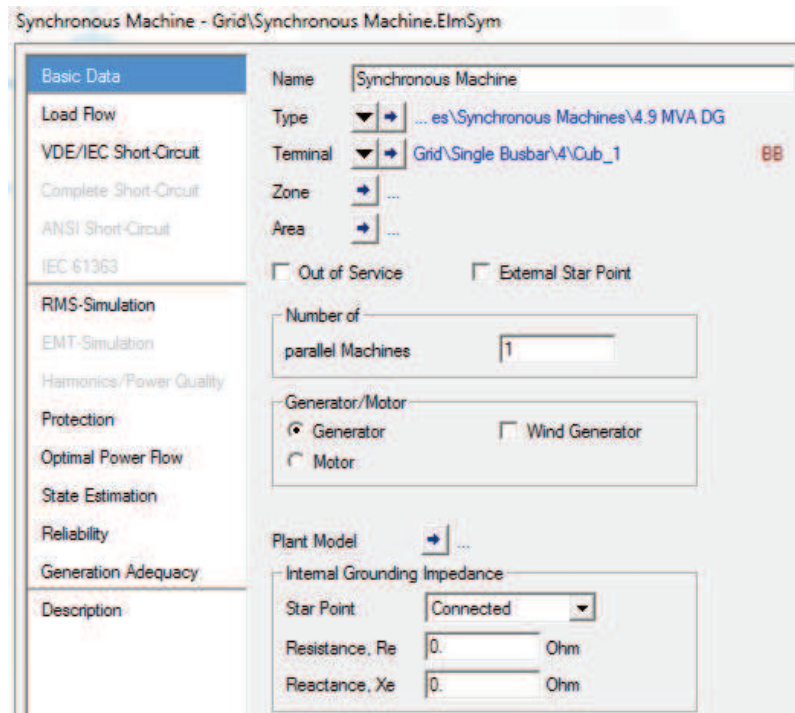 Synchronous Machine - Grid\Synchronous Machine.ElmSym
Basic Data
Load Flow
VDE/IEC Short-Circuit
Complete Short-Circuit
ANSI Short-Circuit
IEC 61363
RMS-Simulation
EMT-Simulation
Harmonics/Power Quality
Protection
Optimal Power Flow
State Estimation
Reliability
Generation Adequacy
Description
Name Synchronous Machine
Type ... es\Synchronous Machines\4.9 MVA DG
Terminal Grid\Single Busbar\4\Cub_1 BB
Zone ...
Area ...
Out of Service External Star Point
Number of
parallel Machines 1
Generator/Motor
Generator Wind Generator
Motor
Plant Model ...
Internal Grounding Impedance
Star Point Connected
Resistance, Re 0. Ohm
Reactance, Xe 0. Ohm